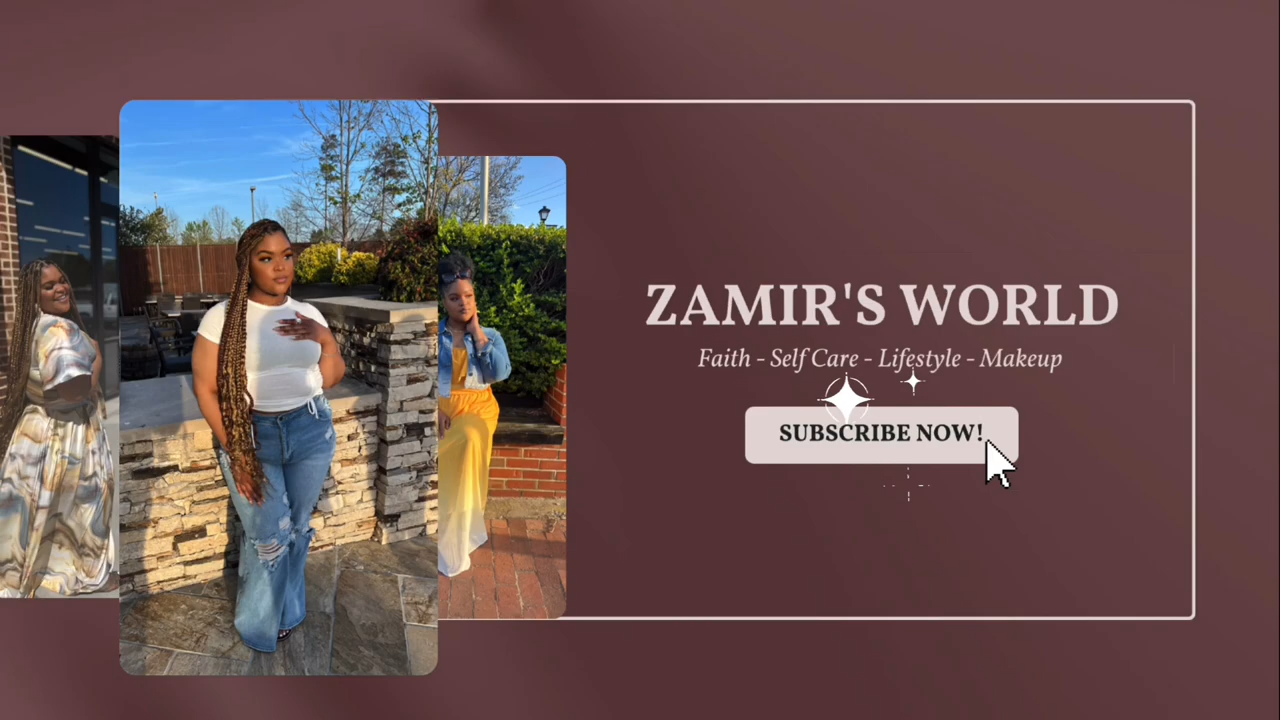 ZAMIR'S WORLD
Faith - Self Care - Lifestyle - Makeup
SUBSCRIBE NOW!